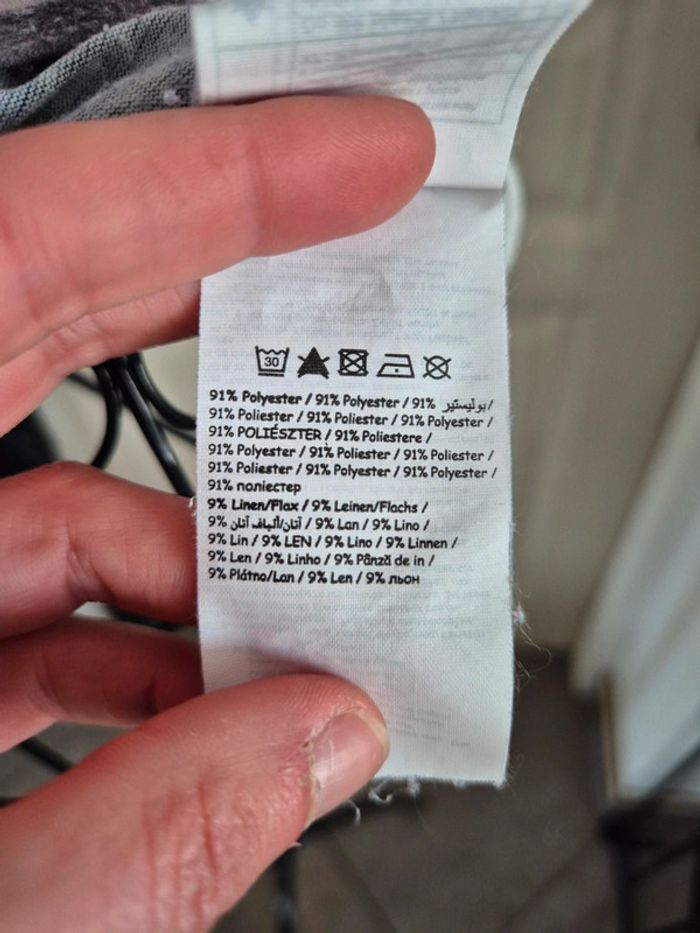 30
91% Polyester / 91% Polyester / 91% بوليستير /
91% Poliester / 91% Poliester / 91% Polyester /
91% POLIÉSZTER / 91% Poliestere /
91% Polyester / 91% Poliester / 91% Poliester /
91% Poliester / 91% Polyester / 91% Polyester /
91% поліестер
9% Linen/Flax / 9% Leinen/Flachs /
9% أتان/ألياف أتان / 9% Lan / 9% Lino /
9% Lin / 9% LEN / 9% Lino / 9% Linnen /
9% Len / 9% Linho / 9% Pânză de in /
9% Plátno/Lan / 9% Len / 9% льон